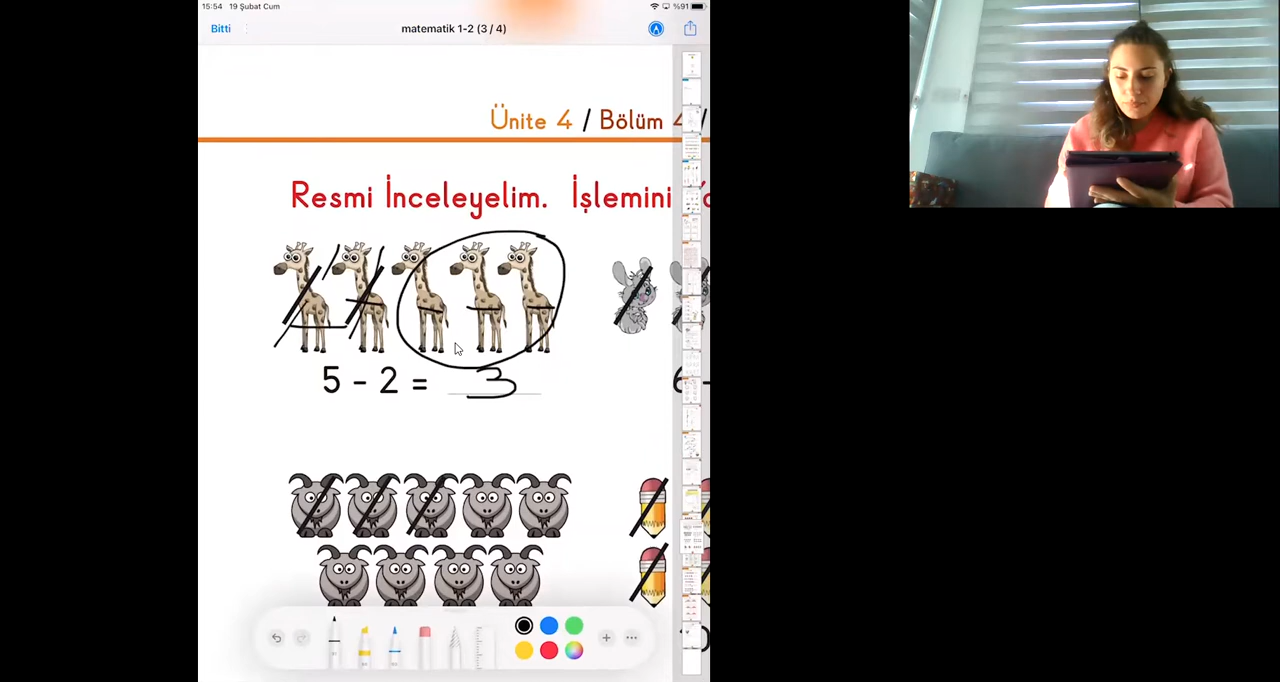 15:54 19 Şubat Cum %91
Bitti matematik 1-2 (3 / 4)
Ünite 4 / Bölüm 4 /
Resmi İnceleyelim. İşlemini
5 - 2 = 3
6 -